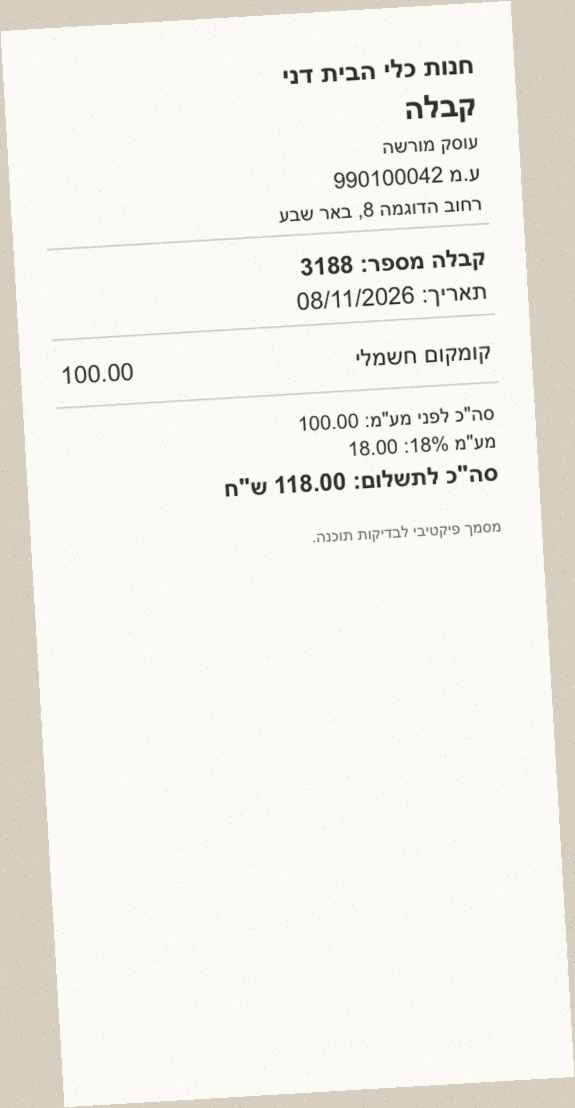 חנות כלי הבית דני
קבלה
עוסק מורשה
ע.מ 990100042
רחוב הדוגמה 8, באר שבע
קבלה מספר: 3188
תאריך: 08/11/2026
קומקום חשמלי 100.00
סה"כ לפני מע"מ: 100.00
מע"מ 18%: 18.00
סה"כ לתשלום: 118.00 ש"ח
מסמך פיקטיבי לבדיקות תוכנה.